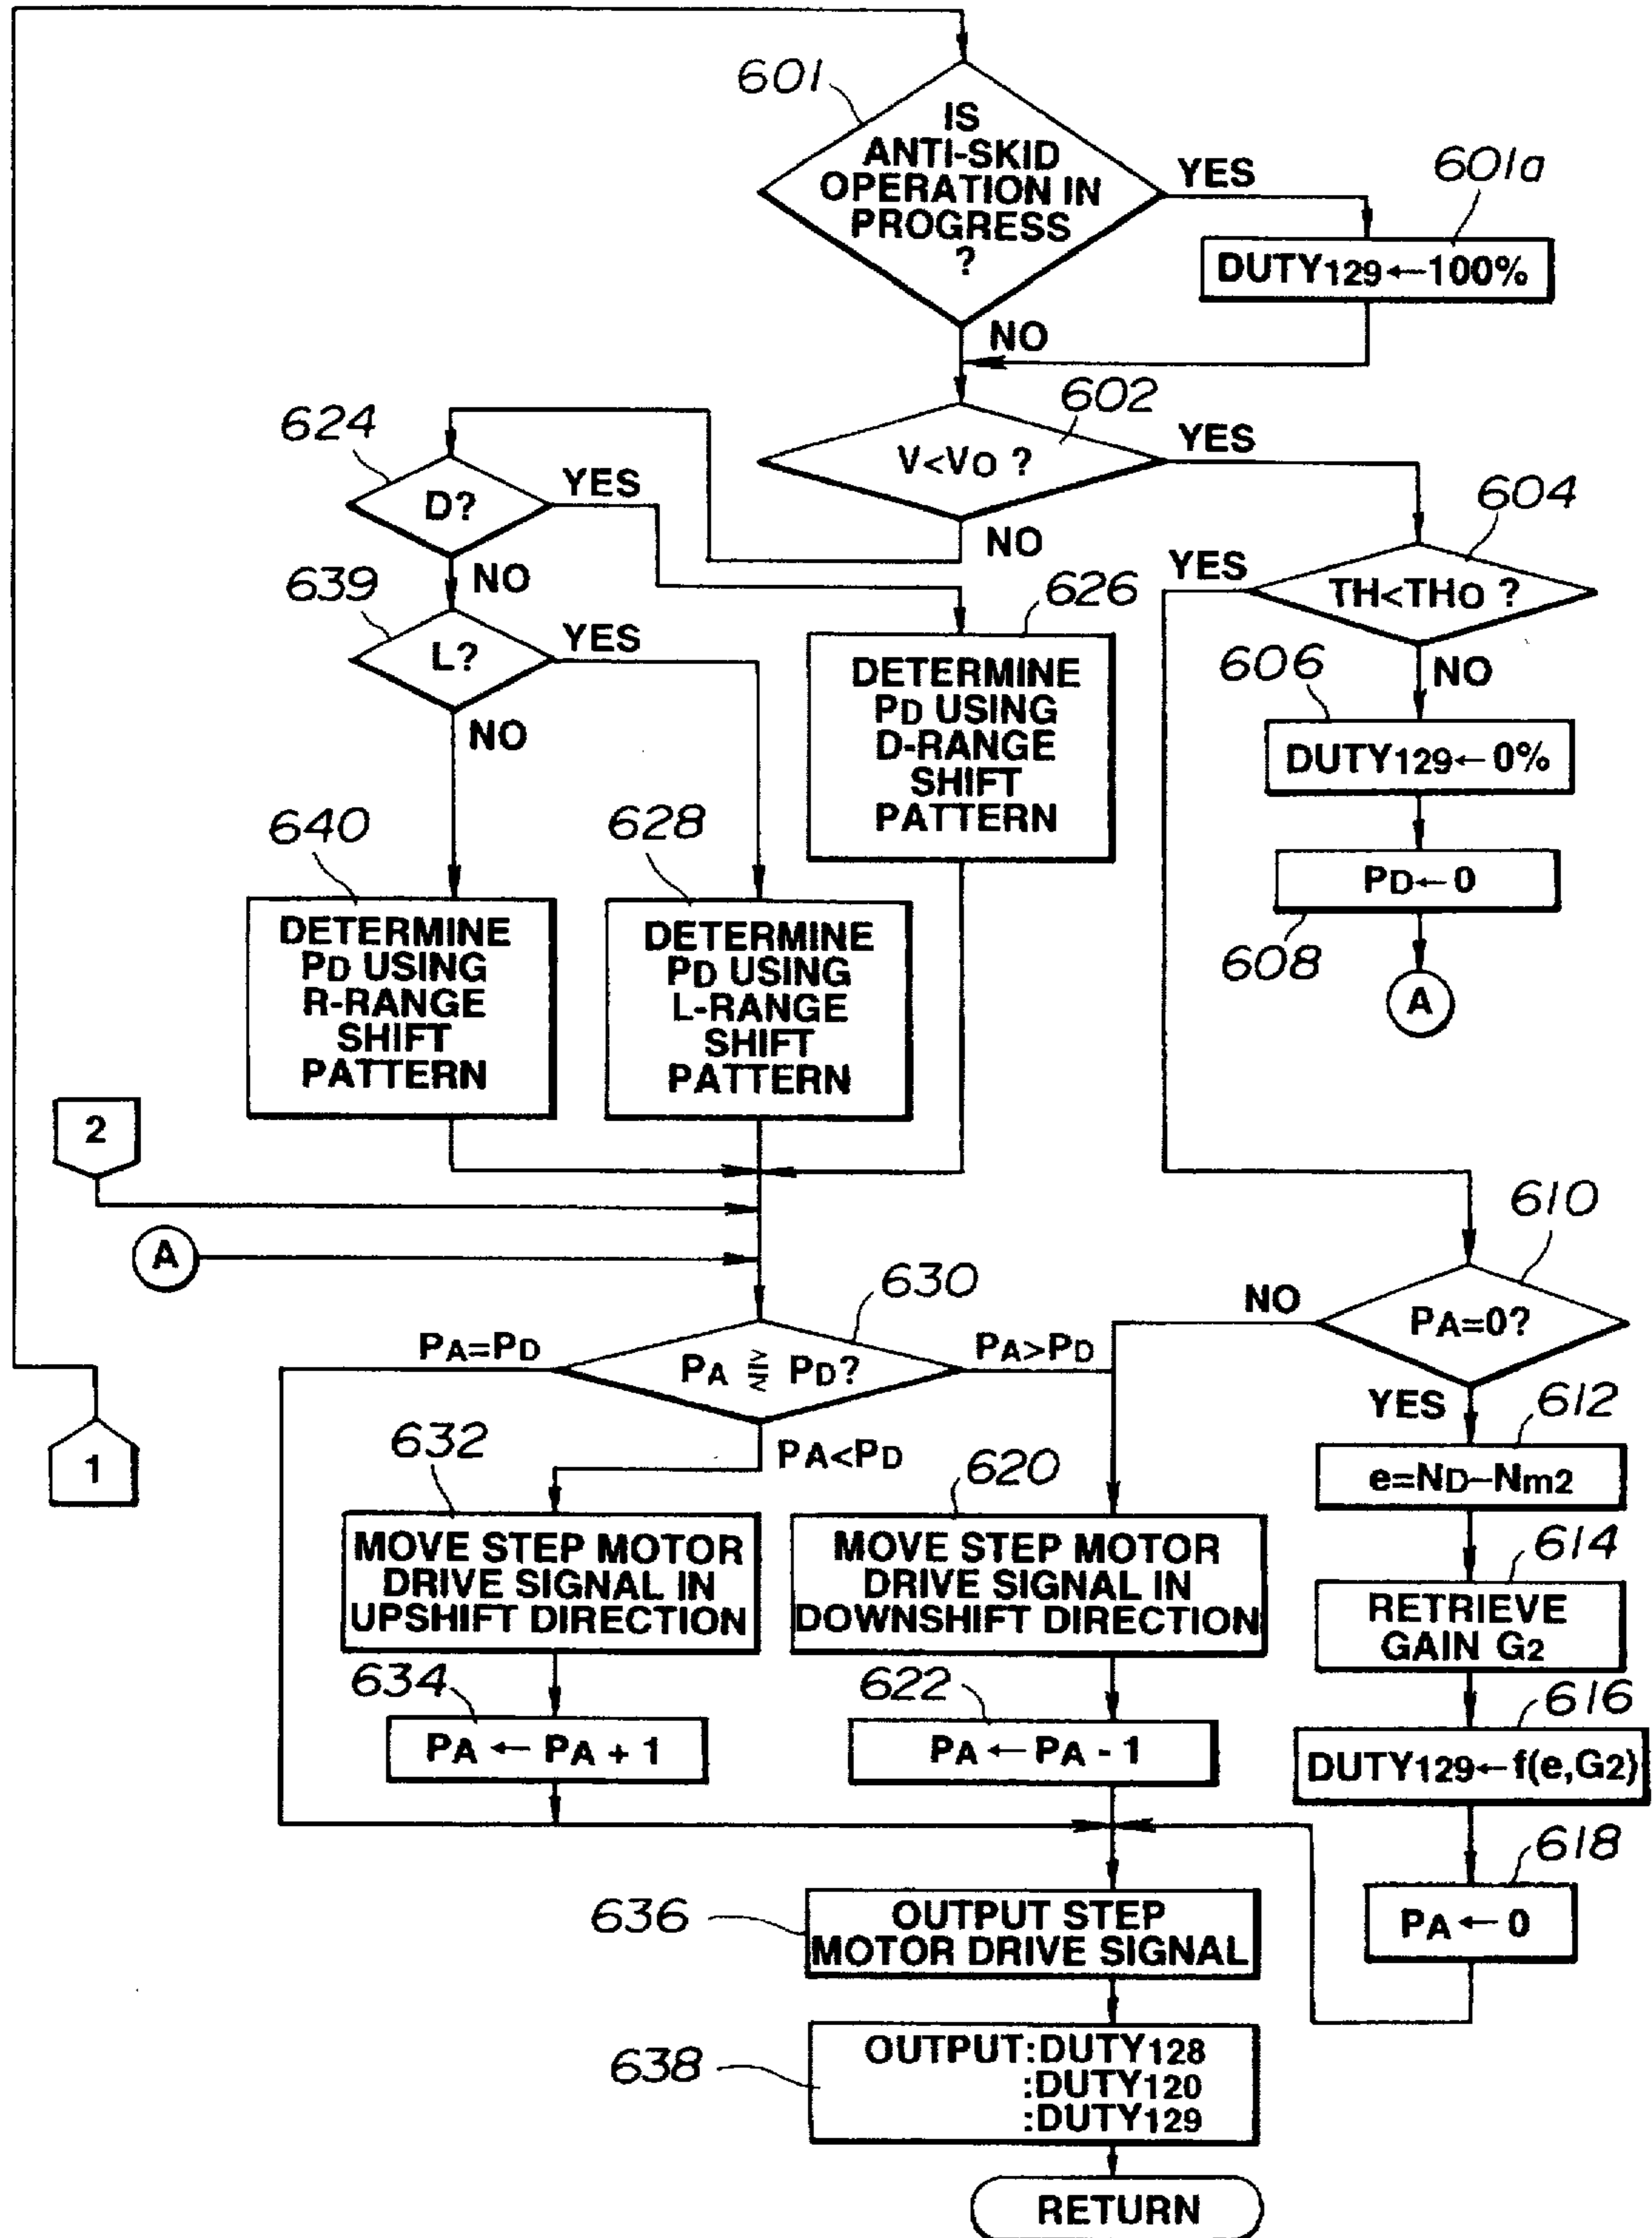 601
IS
ANTI-SKID
OPERATION IN
PROGRESS
?
YES
601a
DUTY129←100%
NO
602
V<VO ?
YES
NO
624
D?
YES
NO
604
TH<THO ?
YES
NO
639
L?
YES
NO
626
DETERMINE
PD USING
D-RANGE
SHIFT
PATTERN
606
DUTY129←0%
PD←0
608
A
640
DETERMINE
PD USING
R-RANGE
SHIFT
PATTERN
628
DETERMINE
PD USING
L-RANGE
SHIFT
PATTERN
2
A
1
630
PA ⪌ PD?
PA=PD
PA>PD
PA<PD
610
PA=0?
NO
YES
612
e=ND-Nm2
614
RETRIEVE
GAIN G2
616
DUTY129←f(e,G2)
618
PA←0
632
MOVE STEP MOTOR
DRIVE SIGNAL IN
UPSHIFT DIRECTION
634
PA ← PA + 1
620
MOVE STEP MOTOR
DRIVE SIGNAL IN
DOWNSHIFT DIRECTION
622
PA ← PA - 1
636
OUTPUT STEP
MOTOR DRIVE SIGNAL
638
OUTPUT:DUTY128
:DUTY120
:DUTY129
RETURN